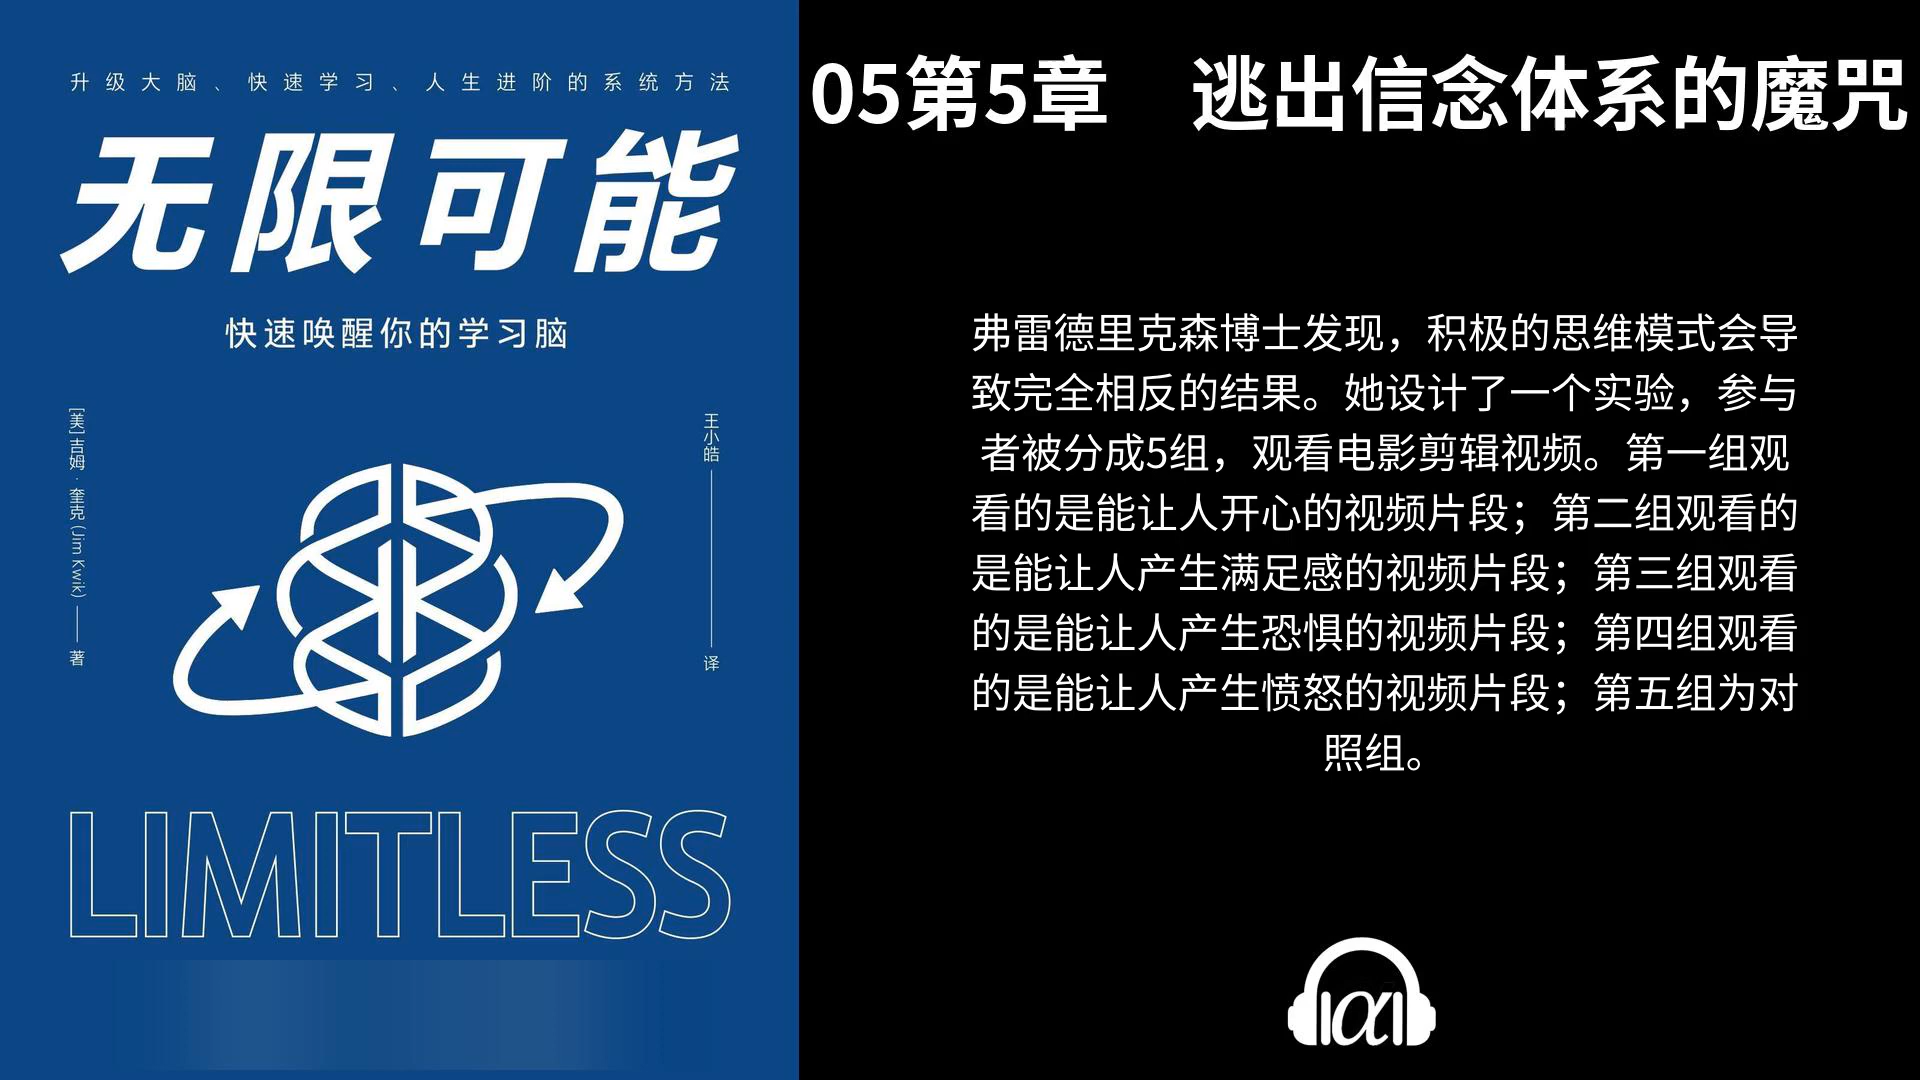 升级大脑、快速学习、人生进阶的系统方法
无限可能
快速唤醒你的学习脑
[美]吉姆·奎克(Jim Kwik)——著
王小皓——译
LIMITLESS
05第5章　逃出信念体系的魔咒
弗雷德里克森博士发现，积极的思维模式会导
致完全相反的结果。她设计了一个实验，参与
者被分成5组，观看电影剪辑视频。第一组观
看的是能让人开心的视频片段；第二组观看的
是能让人产生满足感的视频片段；第三组观看
的是能让人产生恐惧的视频片段；第四组观看
的是能让人产生愤怒的视频片段；第五组为对
照组。
α